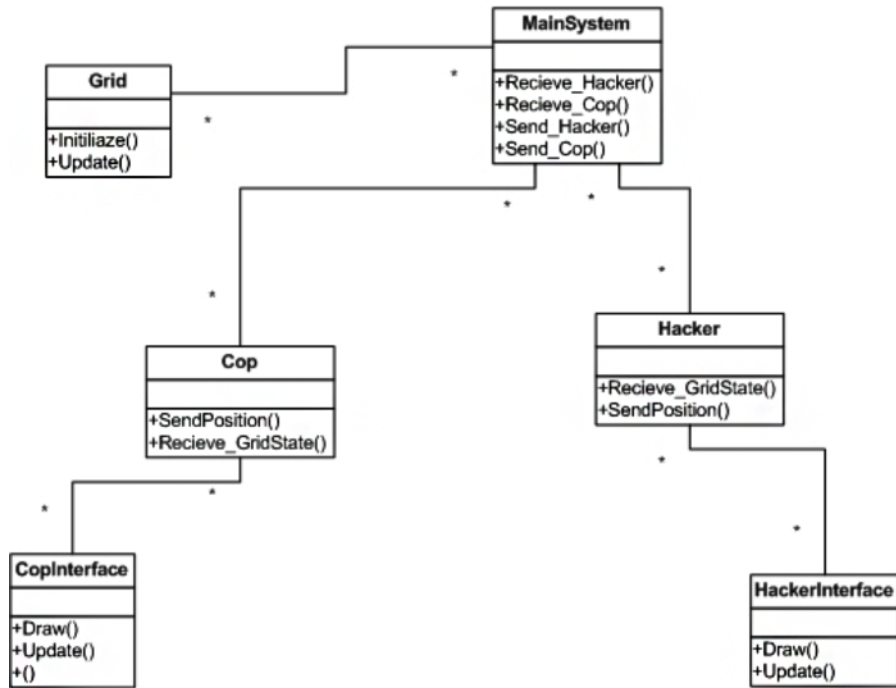 MainSystem
+Recieve_Hacker()
+Recieve_Cop()
+Send_Hacker()
+Send_Cop()
Grid
+Initiliaze()
+Update()
*
*
*
*
*
*
Cop
+SendPosition()
+Recieve_GridState()
Hacker
+Recieve_GridState()
+SendPosition()
*
*
*
*
CopInterface
+Draw()
+Update()
+()
HackerInterface
+Draw()
+Update()